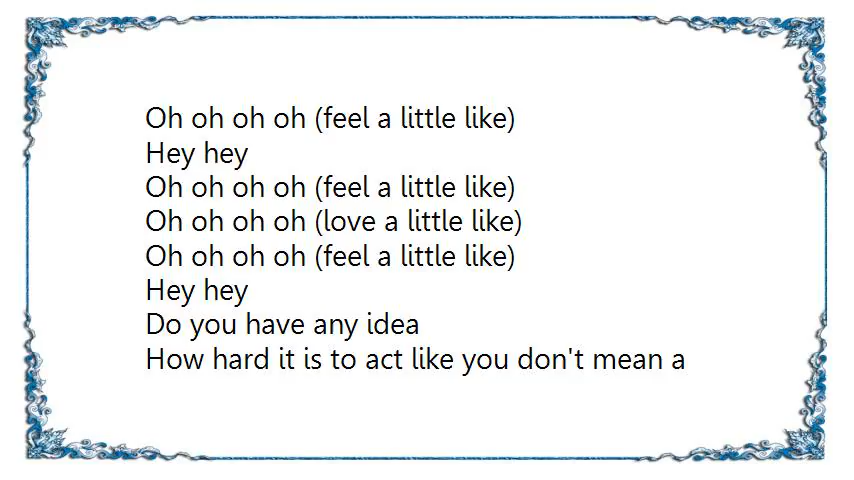 Oh oh oh oh (feel a little like)
Hey hey
Oh oh oh oh (feel a little like)
Oh oh oh oh (love a little like)
Oh oh oh oh (feel a little like)
Hey hey
Do you have any idea
How hard it is to act like you don't mean a